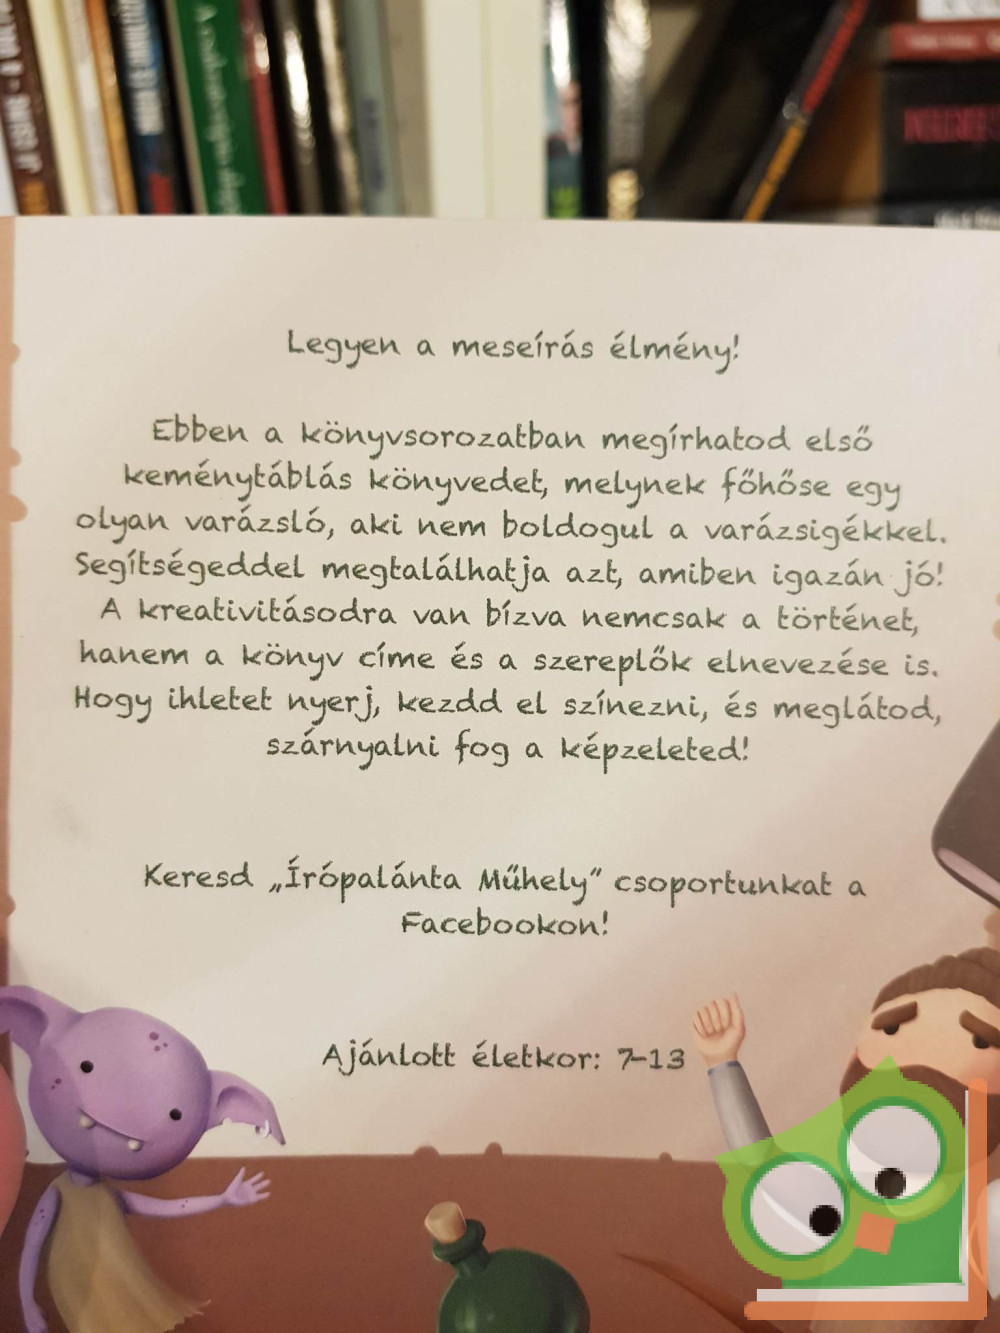 Legyen a meseírás élmény!
Ebben a könyvsorozatban megírhatod első
keménytáblás könyvedet, melynek főhőse egy
olyan varázsló, aki nem boldogul a varázsigékkel.
Segítségeddel megtalálhatja azt, amiben igazán jó!
A kreativitásodra van bízva nemcsak a történet,
hanem a könyv címe és a szereplők elnevezése is.
Hogy ihletet nyerj, kezdd el színezni, és meglátod,
szárnyalni fog a képzeleted!
Keresd „Írópalánta Műhely" csoportunkat a
Facebookon!
Ajánlott életkor: 7-13